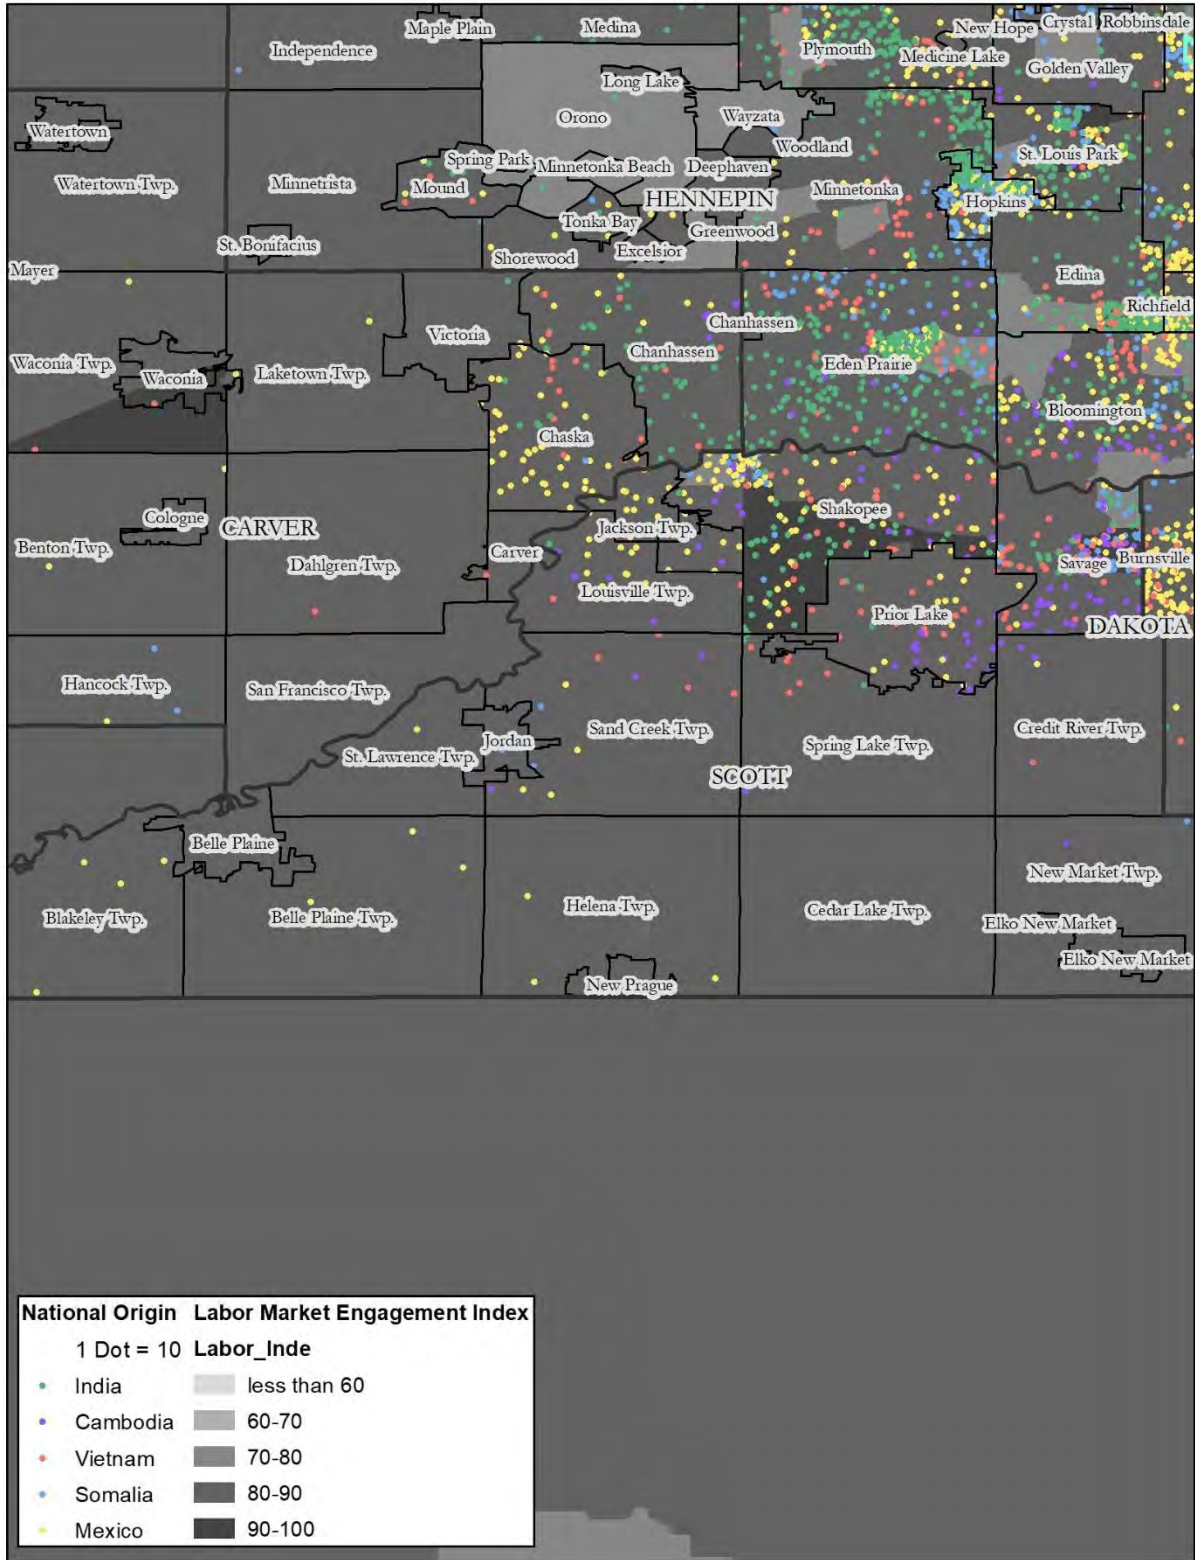 Maple Plain
Medina
New Hope
Crystal
Robbinsdale
Independence
Plymouth
Medicine Lake
Golden Valley
Long Lake
Watertown
Orono
Wayzata
Woodland
St. Louis Park
Spring Park
Minnetonka Beach
Deephaven
Watertown Twp.
Minnetrista
Mound
HENNEPIN
Minnetonka
Hopkins
Tonka Bay
Greenwood
St. Bonifacius
Excelsior
Shorewood
Mayer
Edina
Richfield
Chanhassen
Victoria
Chanhassen
Waconia Twp.
Waconia
Laketown Twp.
Eden Prairie
Bloomington
Chaska
Cologne
CARVER
Jackson Twp.
Shakopee
Benton Twp.
Dahlgren Twp.
Carver
Savage
Burnsville
Louisville Twp.
Prior Lake
DAKOTA
Hancock Twp.
San Francisco Twp.
Sand Creek Twp.
Credit River Twp.
Jordan
St. Lawrence Twp.
Spring Lake Twp.
SCOTT
Belle Plaine
New Market Twp.
Blakeley Twp.
Belle Plaine Twp.
Helena Twp.
Cedar Lake Twp.
Elko New Market
Elko New Market
New Prague
National Origin Labor Market Engagement Index
1 Dot = 10 Labor_Inde
India less than 60
Cambodia 60-70
Vietnam 70-80
Somalia 80-90
Mexico 90-100